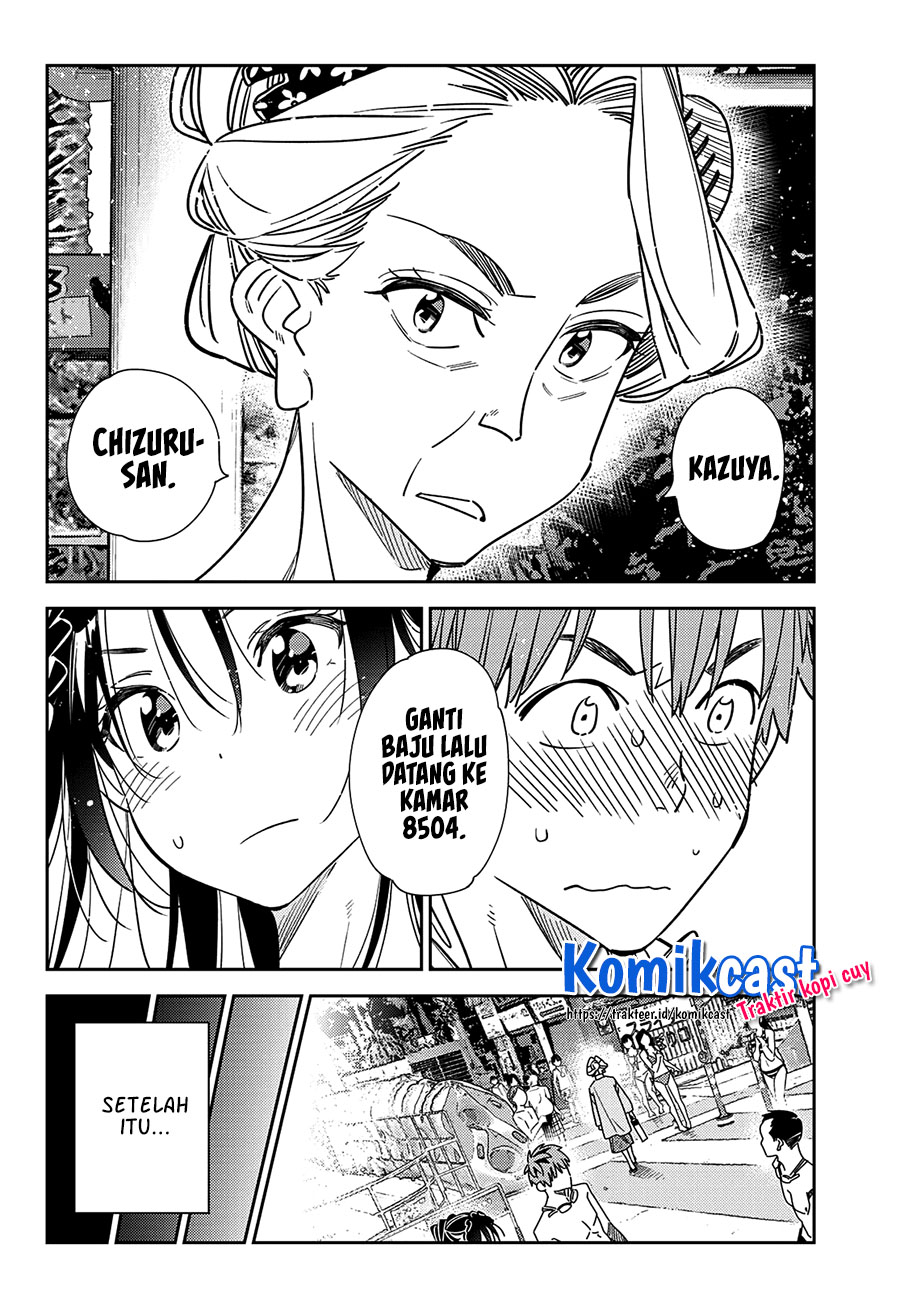 KAZUYA.
CHIZURU-
SAN.
GANTI
BAJU LALU
DATANG KE
KAMAR
8504.
Komikcast
https://trakteer.id/komikcast
Traktir kopi cuy
SETELAH
ITU...